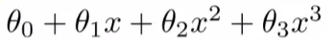 θ₀ + θ₁x + θ₂x² + θ₃x³